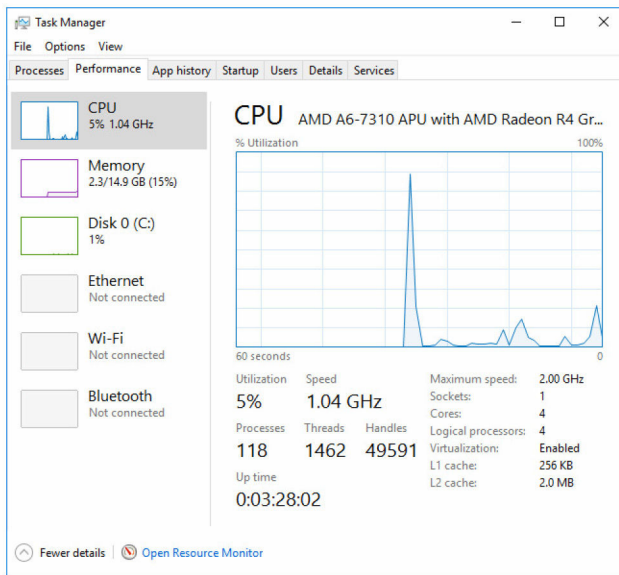 Task Manager
File Options View
Processes Performance App history Startup Users Details Services
CPU
5% 1.04 GHz
Memory
2.3/14.9 GB (15%)
Disk 0 (C:)
1%
Ethernet
Not connected
Wi-Fi
Not connected
Bluetooth
Not connected
CPU AMD A6-7310 APU with AMD Radeon R4 Gr...
% Utilization 100%
60 seconds 0
Utilization Speed
5% 1.04 GHz
Processes Threads Handles
118 1462 49591
Up time
0:03:28:02
Maximum speed: 2.00 GHz
Sockets: 1
Cores: 4
Logical processors: 4
Virtualization: Enabled
L1 cache: 256 KB
L2 cache: 2.0 MB
Fewer details Open Resource Monitor